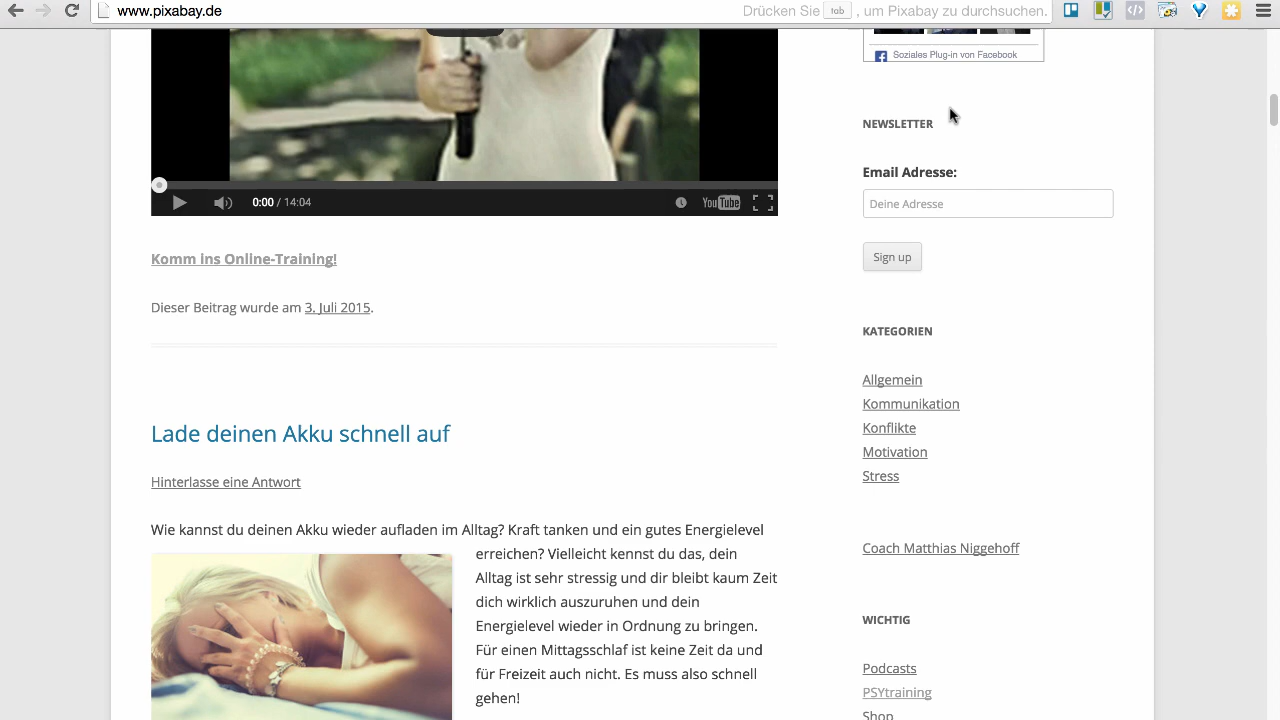 www.pixabay.de
Drücken Sie tab , um Pixabay zu durchsuchen.
0:00 / 14:04
YouTube
Komm ins Online-Training!
Dieser Beitrag wurde am 3. Juli 2015.
Lade deinen Akku schnell auf
Hinterlasse eine Antwort
Wie kannst du deinen Akku wieder aufladen im Alltag? Kraft tanken und ein gutes Energielevel
erreichen? Vielleicht kennst du das, dein
Alltag ist sehr stressig und dir bleibt kaum Zeit
dich wirklich auszuruhen und dein
Energielevel wieder in Ordnung zu bringen.
Für einen Mittagsschlaf ist keine Zeit da und
für Freizeit auch nicht. Es muss also schnell
gehen!
Soziales Plug-in von Facebook
NEWSLETTER
Email Adresse:
Deine Adresse
Sign up
KATEGORIEN
Allgemein
Kommunikation
Konflikte
Motivation
Stress
Coach Matthias Niggehoff
WICHTIG
Podcasts
PSYtraining
Shop